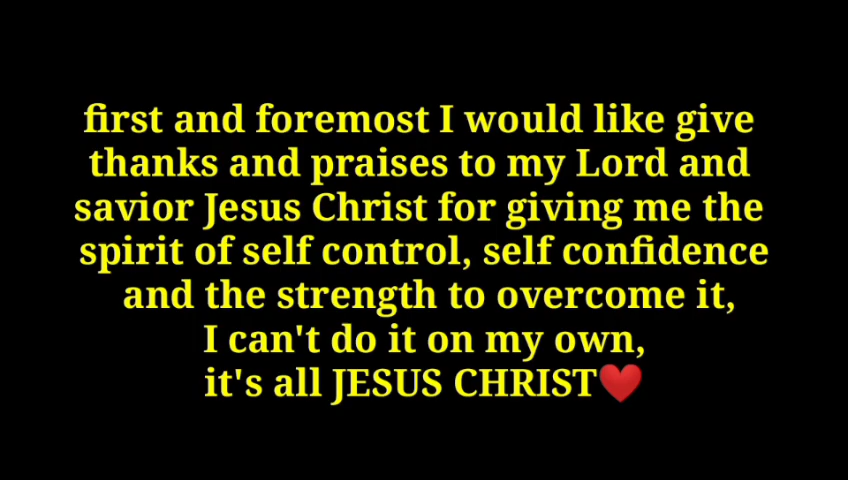 first and foremost I would like give
thanks and praises to my Lord and
savior Jesus Christ for giving me the
spirit of self control, self confidence
and the strength to overcome it,
I can't do it on my own,
it's all JESUS CHRIST❤️